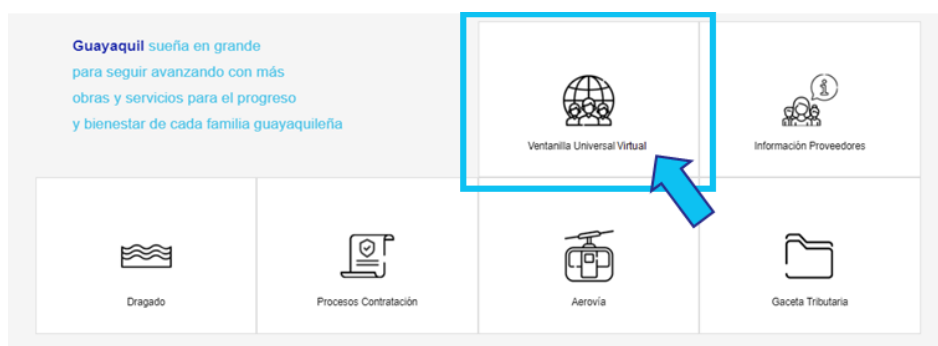 Guayaquil sueña en grande
para seguir avanzando con más
obras y servicios para el progreso
y bienestar de cada familia guayaquileña
Ventanilla Universal Virtual
Información Proveedores
Dragado
Procesos Contratación
Aerovía
Gaceta Tributaria